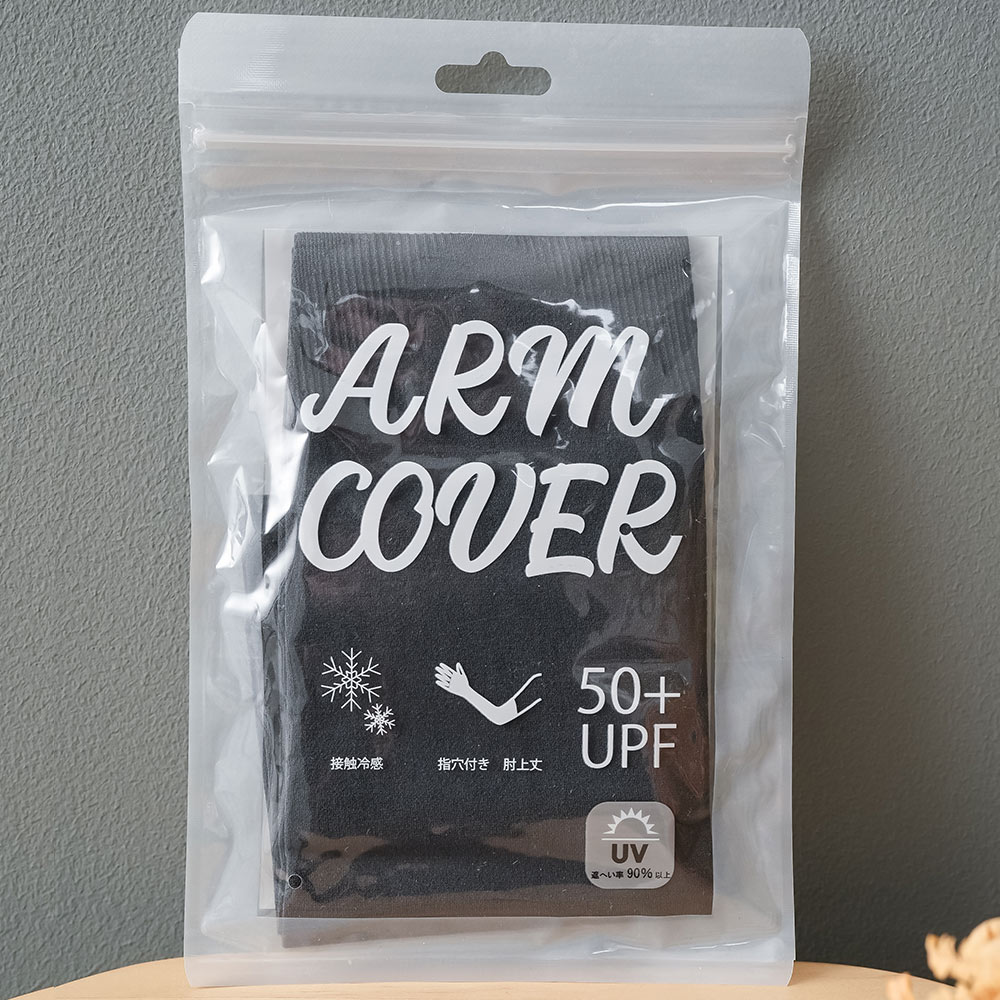 ARM
COVER
接触冷感
指穴付き 肘上丈
50+
UPF
UV
遮へい率 90% 以上